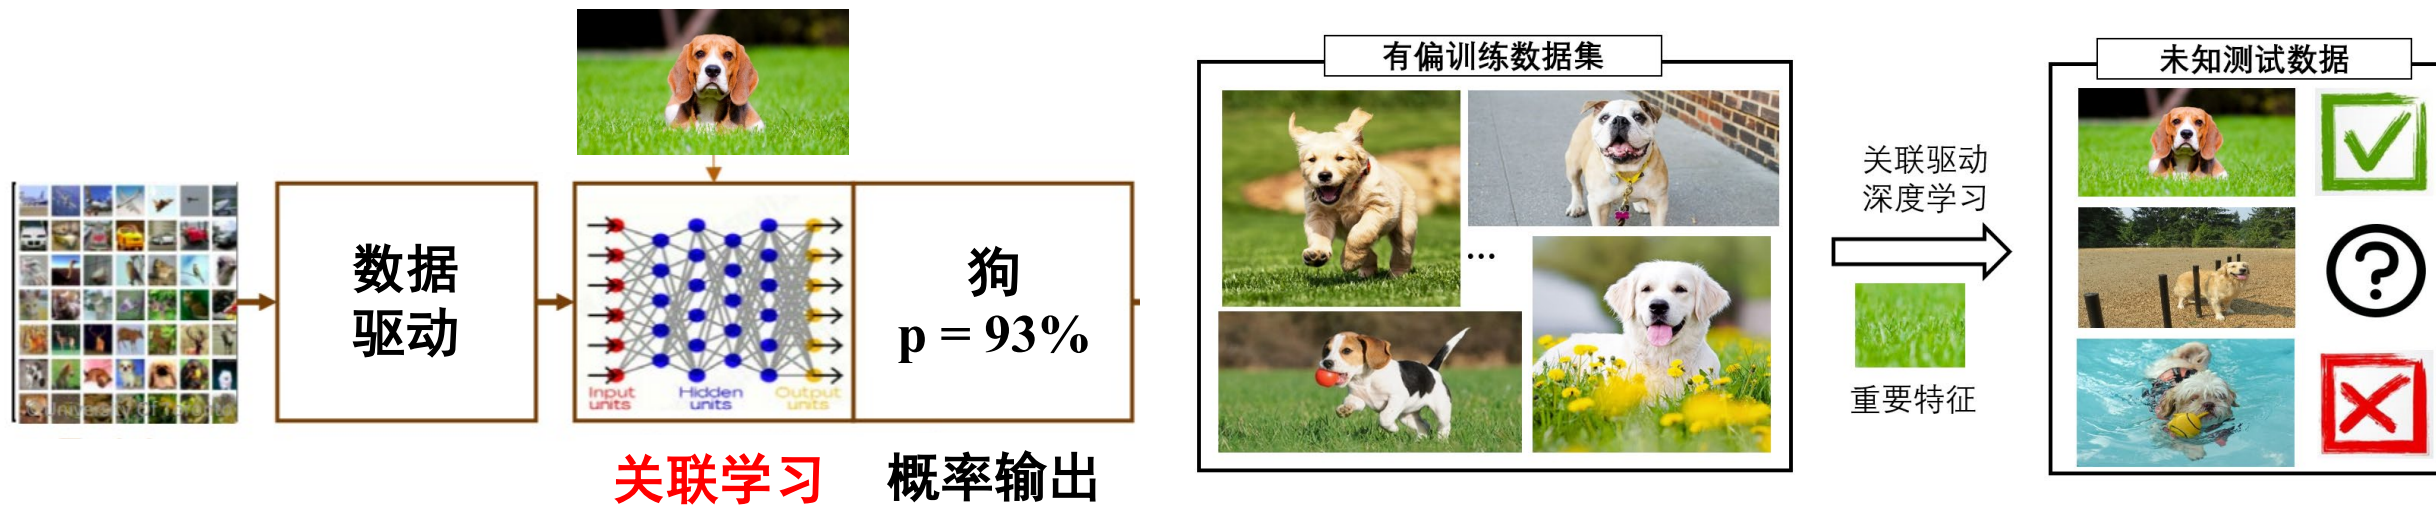 数据
驱动
Input
units
Hidden
units
Output
units
狗
p = 93%
关联学习
概率输出
有偏训练数据集
...
关联驱动
深度学习
重要特征
未知测试数据
?